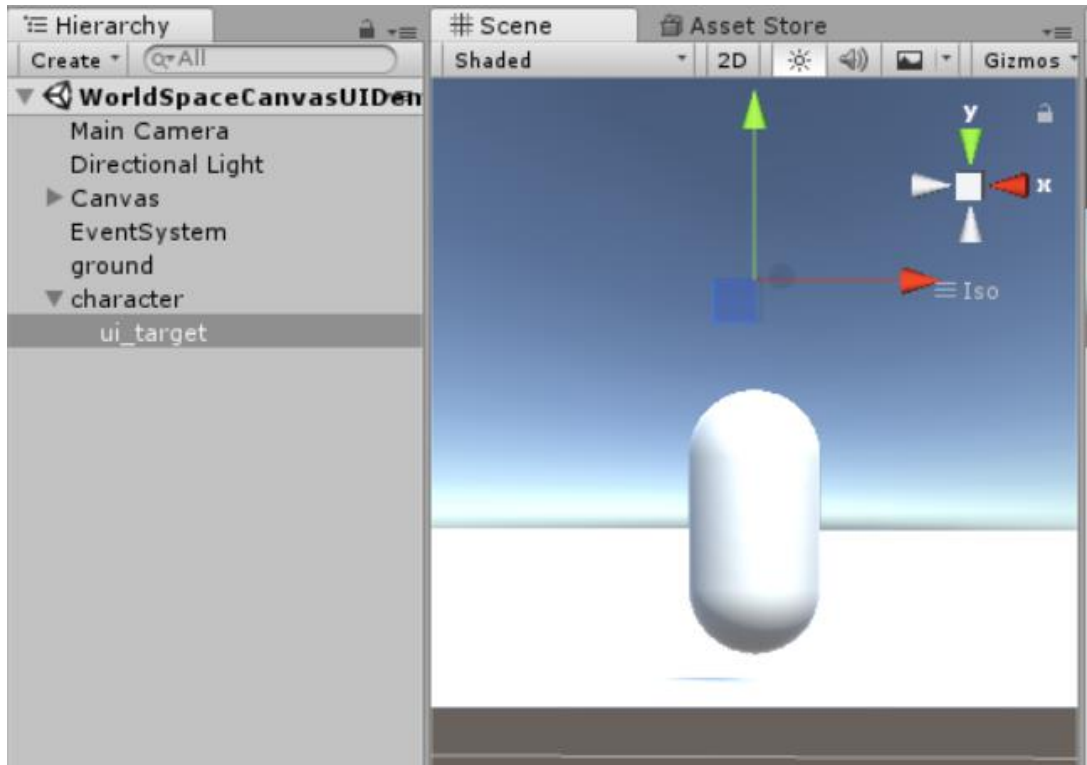 Hierarchy
Create All
WorldSpaceCanvasUIDem
Main Camera
Directional Light
Canvas
EventSystem
ground
character
ui_target
Scene Asset Store
Shaded 2D Gizmos
y
x
Iso